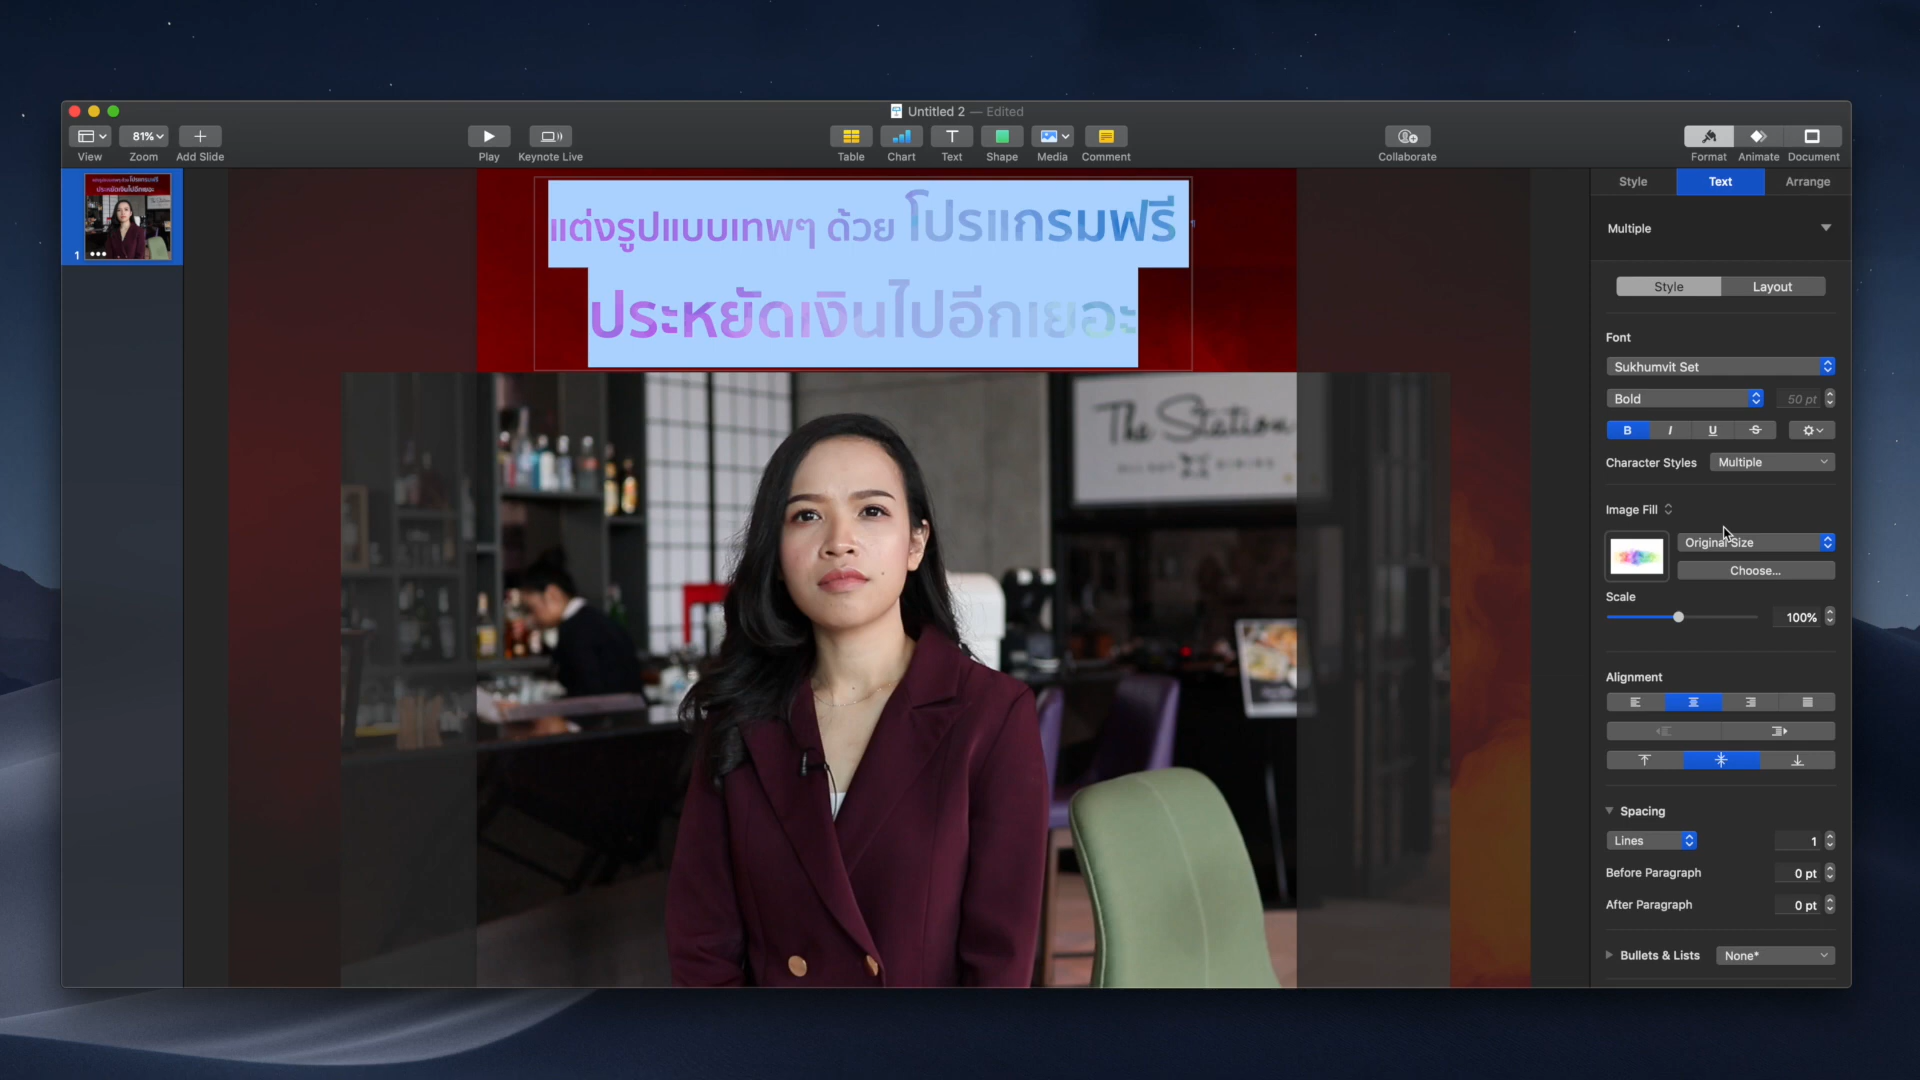 Untitled 2 — Edited
81%
View
Zoom
Add Slide
Play
Keynote Live
Table
Chart
Text
Shape
Media
Comment
Collaborate
Format
Animate
Document
1
แต่งรูปแบบเทพๆ ด้วย โปรแกรมฟรี
ประหยัดเงินไปอีกเยอะ
The Station
Style
Text
Arrange
Multiple
Style
Layout
Font
Sukhumvit Set
Bold
50 pt
B I U S
Character Styles
Multiple
Image Fill
Original Size
Choose...
Scale
100%
Alignment
Spacing
Lines
1
Before Paragraph
0 pt
After Paragraph
0 pt
Bullets & Lists
None*